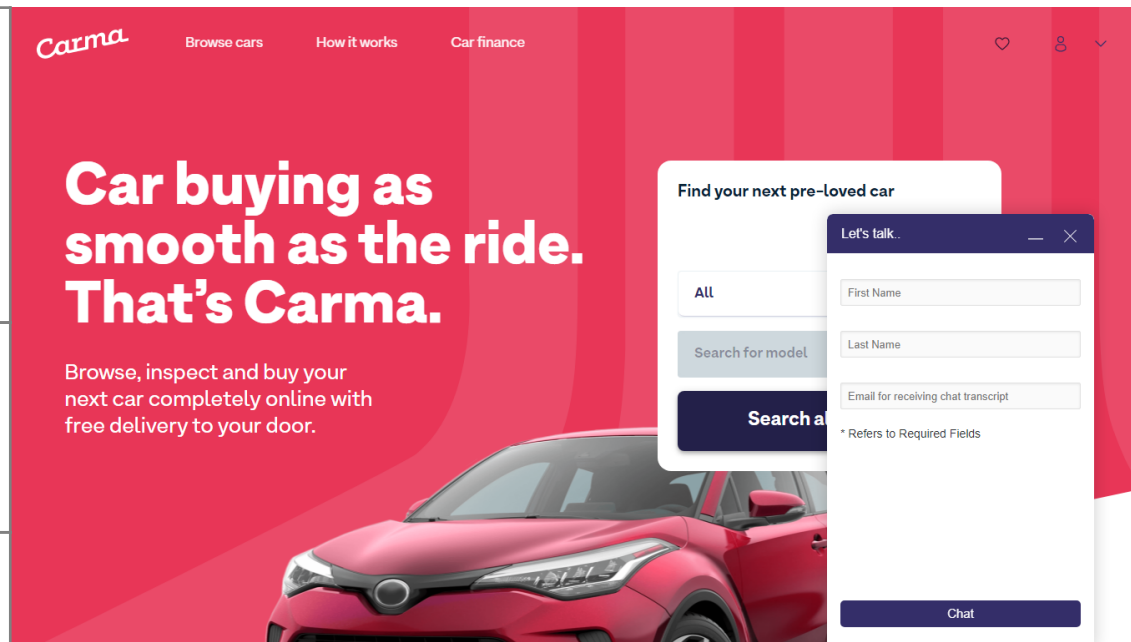 Carma
Browse cars
How it works
Car finance
Car buying as
smooth as the ride.
That's Carma.
Browse, inspect and buy your
next car completely online with
free delivery to your door.
Find your next pre-loved car
All
Search for model
Search al
Let's talk..
First Name
Last Name
Email for receiving chat transcript
* Refers to Required Fields
Chat